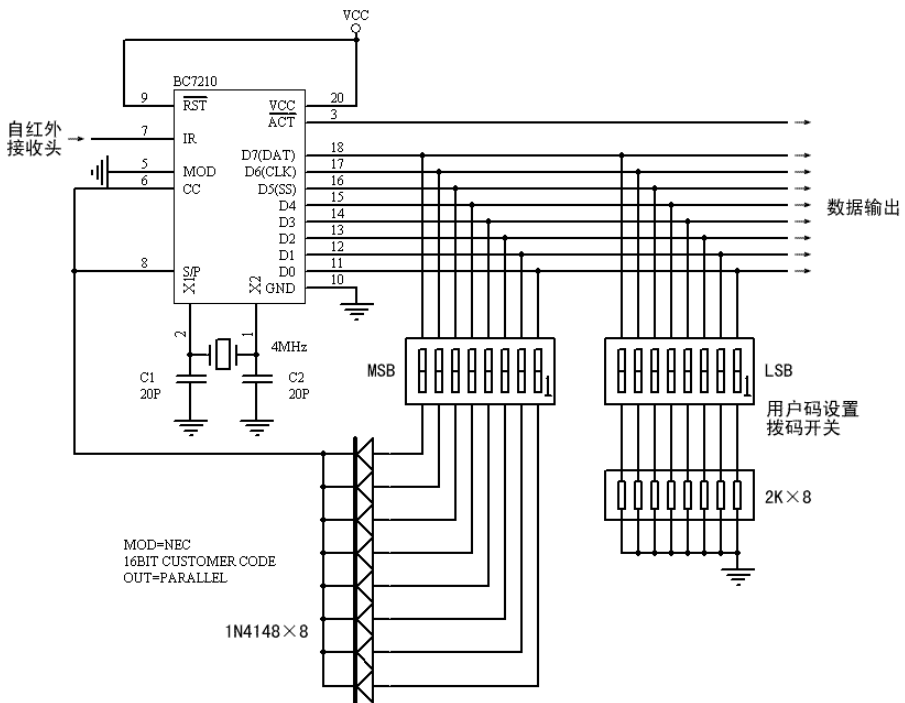 VCC
BC7210
9
RST
VCC
20
ACT
3
自红外
接收头
7
IR
D7(DAT)
18
5
MOD
D6(CLK)
17
6
CC
D5(SS)
16
D4
15
D3
14
数据输出
D2
13
D1
12
8
S/P
D0
11
X1
X2
GND
10
2
1
4MHz
C1
20P
C2
20P
MSB
1
1
LSB
用户码设置
拨码开关
2K×8
MOD=NEC
16BIT CUSTOMER CODE
OUT=PARALLEL
1N4148×8